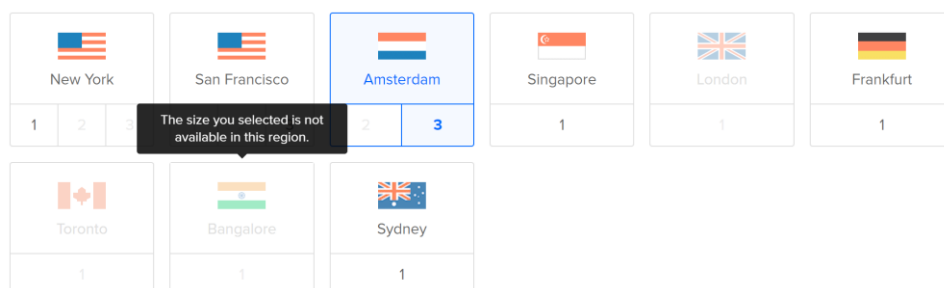 New York
San Francisco
Amsterdam
Singapore
London
Frankfurt
1 2 3
The size you selected is not
available in this region.
2 3
1
1
1
Toronto
Bangalore
Sydney
1
1
1